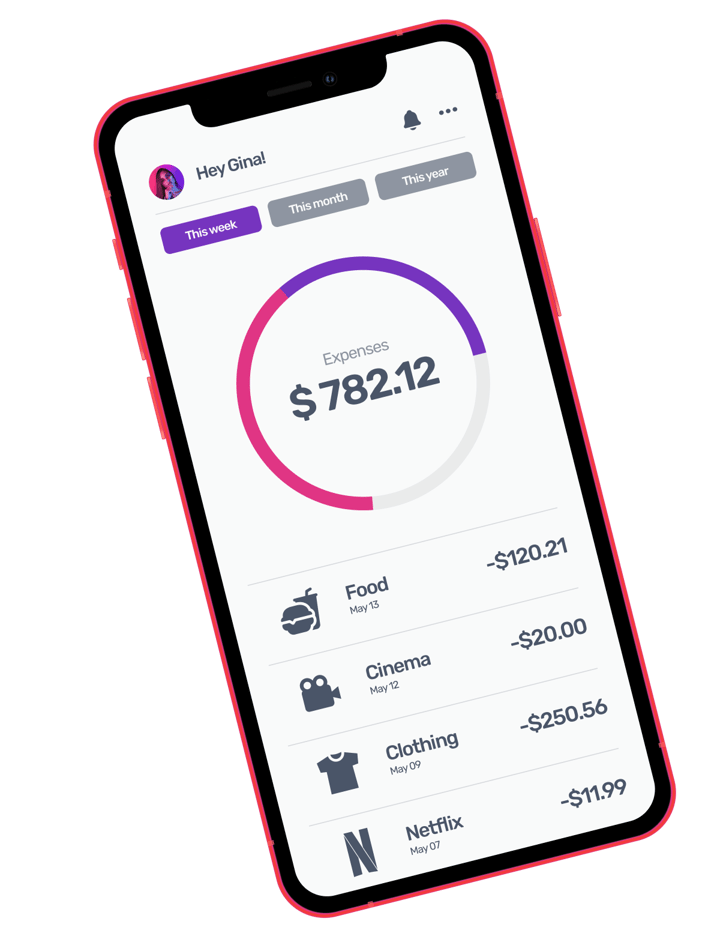 Hey Gina!
This week
This month
This year
Expenses
$ 782.12
Food
May 13
-$120.21
Cinema
May 12
-$20.00
Clothing
May 09
-$250.56
Netflix
May 07
-$11.99